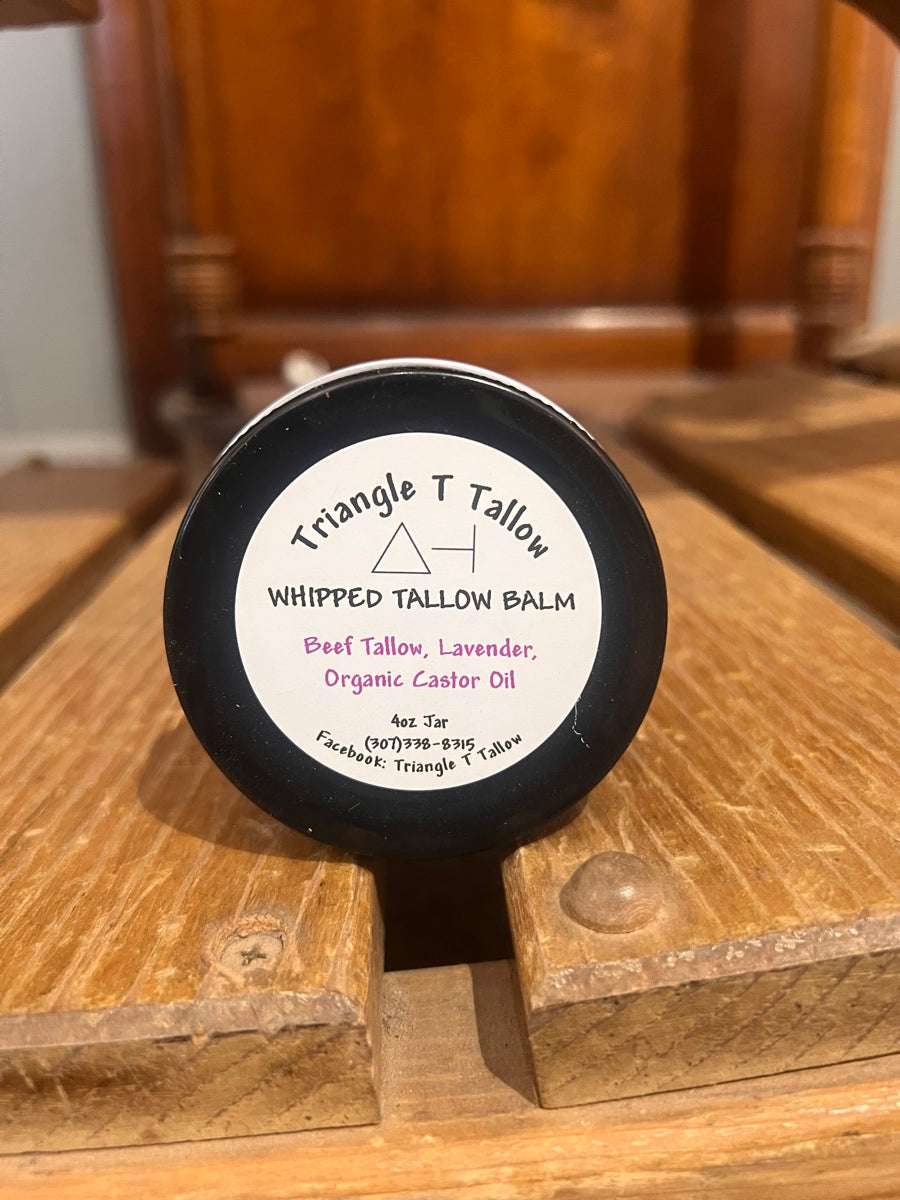 Triangle T Tallow
WHIPPED TALLOW BALM
Beef Tallow, Lavender,
Organic Castor Oil
4oz Jar
(307)338-8315
Facebook: Triangle T Tallow